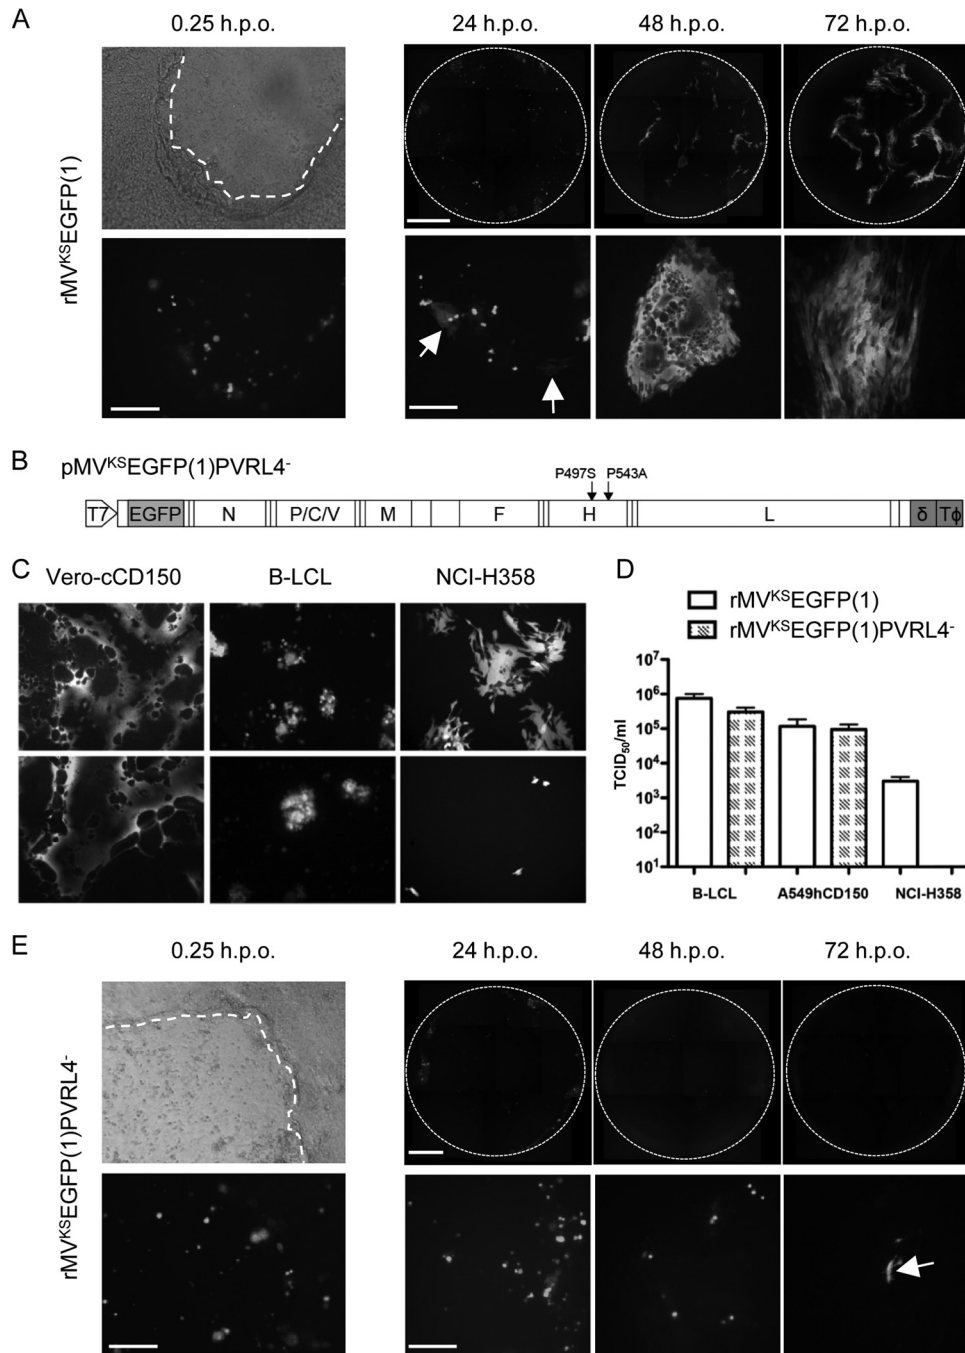 A
0.25 h.p.o. 24 h.p.o. 48 h.p.o. 72 h.p.o.
rMVᴷˢEGFP(1)
B
pMVᴷˢEGFP(1)PVRL4⁻
P497S P543A
T7 EGFP N P/C/V M F H L δ Tϕ
C
Vero-cCD150 B-LCL NCI-H358
D
rMVᴷˢEGFP(1)
rMVᴷˢEGFP(1)PVRL4⁻
TCID₅₀/ml
10⁷
10⁶
10⁵
10⁴
10³
10²
10¹
B-LCL A549hCD150 NCI-H358
E
0.25 h.p.o. 24 h.p.o. 48 h.p.o. 72 h.p.o.
rMVᴷˢEGFP(1)PVRL4⁻